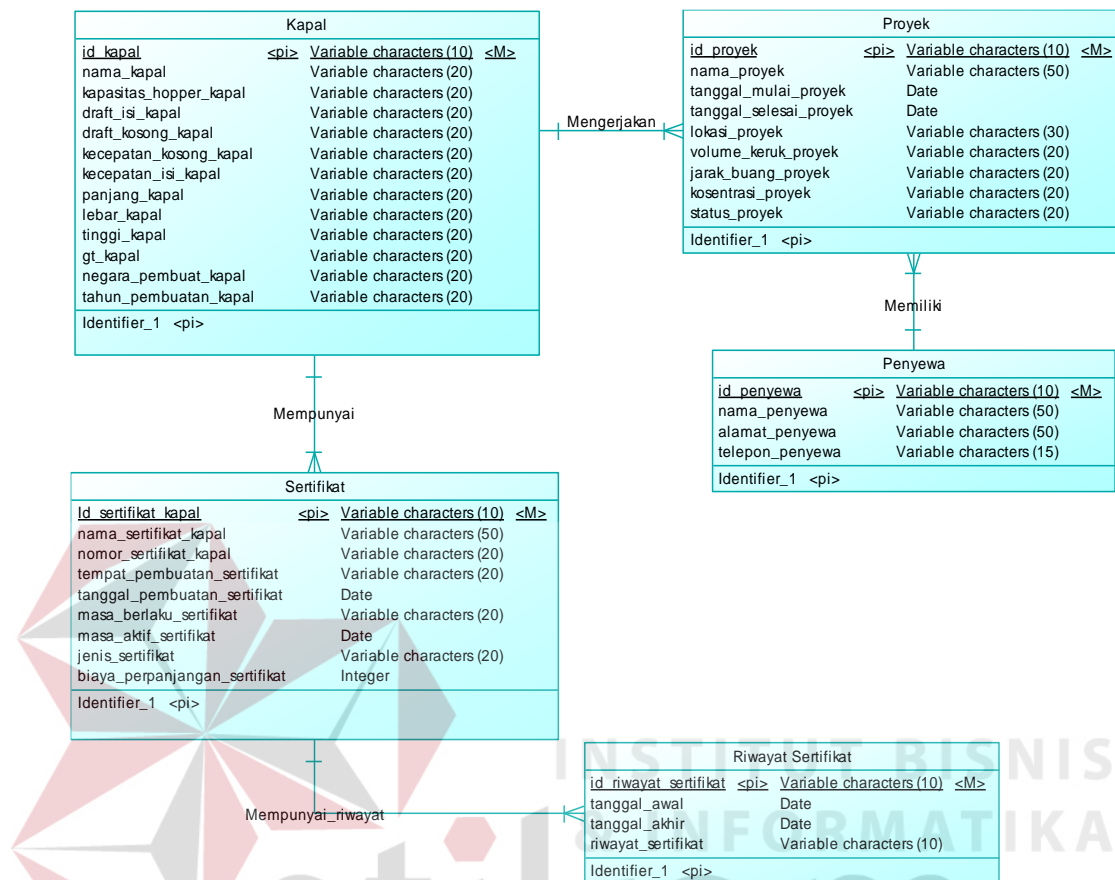 Kapal
id_kapal <pi> Variable characters (10) <M>
nama_kapal Variable characters (20)
kapasitas_hopper_kapal Variable characters (20)
draft_isi_kapal Variable characters (20)
draft_kosong_kapal Variable characters (20)
kecepatan_kosong_kapal Variable characters (20)
kecepatan_isi_kapal Variable characters (20)
panjang_kapal Variable characters (20)
lebar_kapal Variable characters (20)
tinggi_kapal Variable characters (20)
gt_kapal Variable characters (20)
negara_pembuat_kapal Variable characters (20)
tahun_pembuatan_kapal Variable characters (20)
Identifier_1 <pi>
Mengerjakan
Proyek
id_proyek <pi> Variable characters (10) <M>
nama_proyek Variable characters (50)
tanggal_mulai_proyek Date
tanggal_selesai_proyek Date
lokasi_proyek Variable characters (30)
volume_keruk_proyek Variable characters (20)
jarak_buang_proyek Variable characters (20)
kosentrasi_proyek Variable characters (20)
status_proyek Variable characters (20)
Identifier_1 <pi>
Memiliki
Penyewa
id_penyewa <pi> Variable characters (10) <M>
nama_penyewa Variable characters (50)
alamat_penyewa Variable characters (50)
telepon_penyewa Variable characters (15)
Identifier_1 <pi>
Mempunyai
Sertifikat
Id_sertifikat_kapal <pi> Variable characters (10) <M>
nama_sertifikat_kapal Variable characters (50)
nomor_sertifikat_kapal Variable characters (20)
tempat_pembuatan_sertifikat Variable characters (20)
tanggal_pembuatan_sertifikat Date
masa_berlaku_sertifikat Variable characters (20)
masa_aktif_sertifikat Date
jenis_sertifikat Variable characters (20)
biaya_perpanjangan_sertifikat Integer
Identifier_1 <pi>
Mempunyai_riwayat
Riwayat Sertifikat
id_riwayat_sertifikat <pi> Variable characters (10) <M>
tanggal_awal Date
tanggal_akhir Date
riwayat_sertifikat Variable characters (10)
Identifier_1 <pi>
INSTITUT BISNIS
& INFORMATIKA